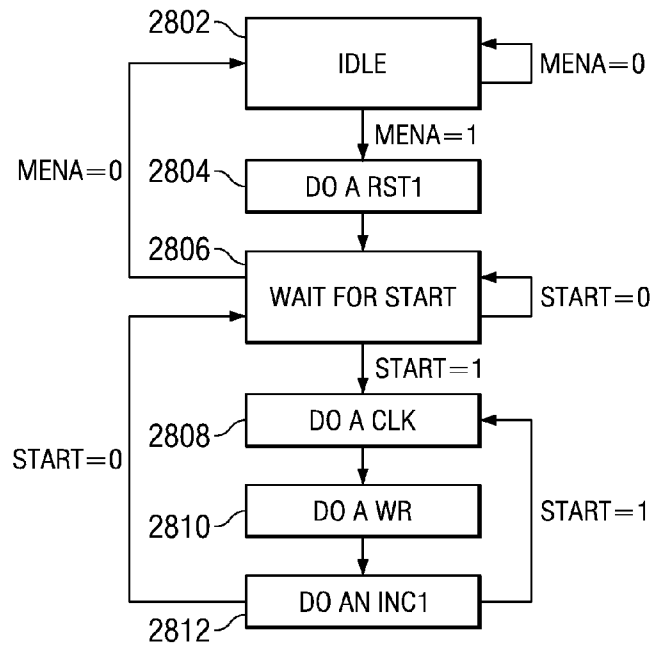 2802
IDLE
MENA=0
MENA=1
MENA=0
2804
DO A RST1
2806
WAIT FOR START
START=0
START=1
2808
DO A CLK
START=0
2810
DO A WR
START=1
DO AN INC1
2812